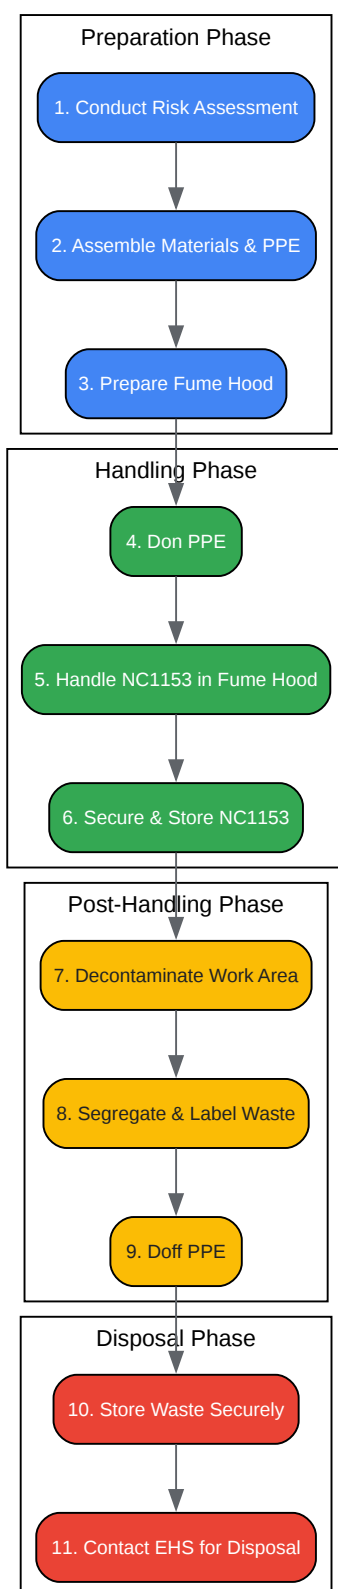 Preparation Phase
1. Conduct Risk Assessment
2. Assemble Materials & PPE
3. Prepare Fume Hood
Handling Phase
4. Don PPE
5. Handle NC1153 in Fume Hood
6. Secure & Store NC1153
Post-Handling Phase
7. Decontaminate Work Area
8. Segregate & Label Waste
9. Doff PPE
Disposal Phase
10. Store Waste Securely
11. Contact EHS for Disposal